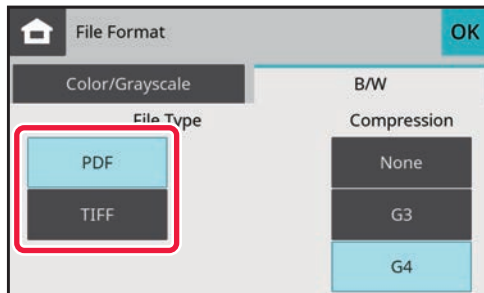 File Format
OK
Color/Grayscale
B/W
File Type
Compression
PDF
None
TIFF
G3
G4